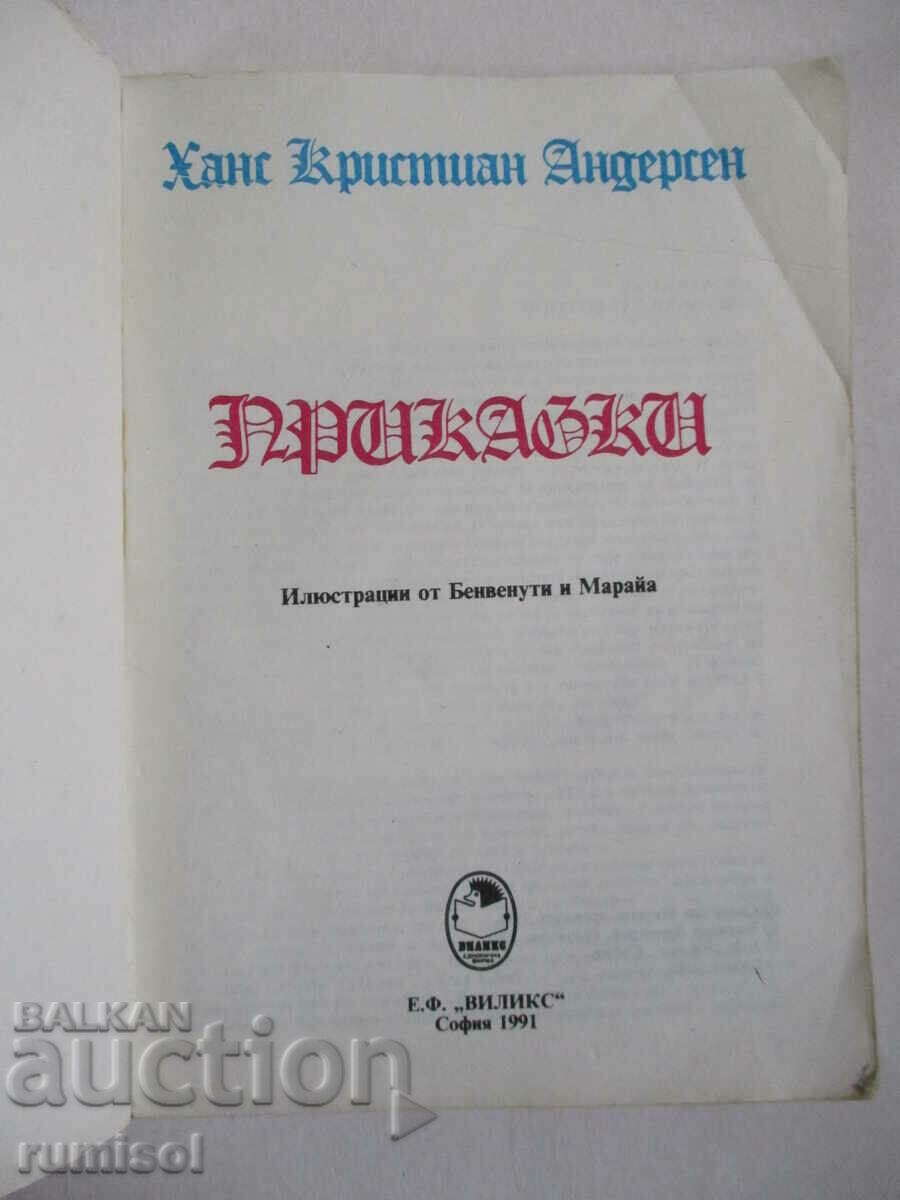 Ханс Кристиан Андерсен
ПРИКАЗКИ
Илюстрации от Бенвенути и Марайа
ВИЛИКС
Е.Ф. „ВИЛИКС“
София 1991
BALKAN
auction
rumisol